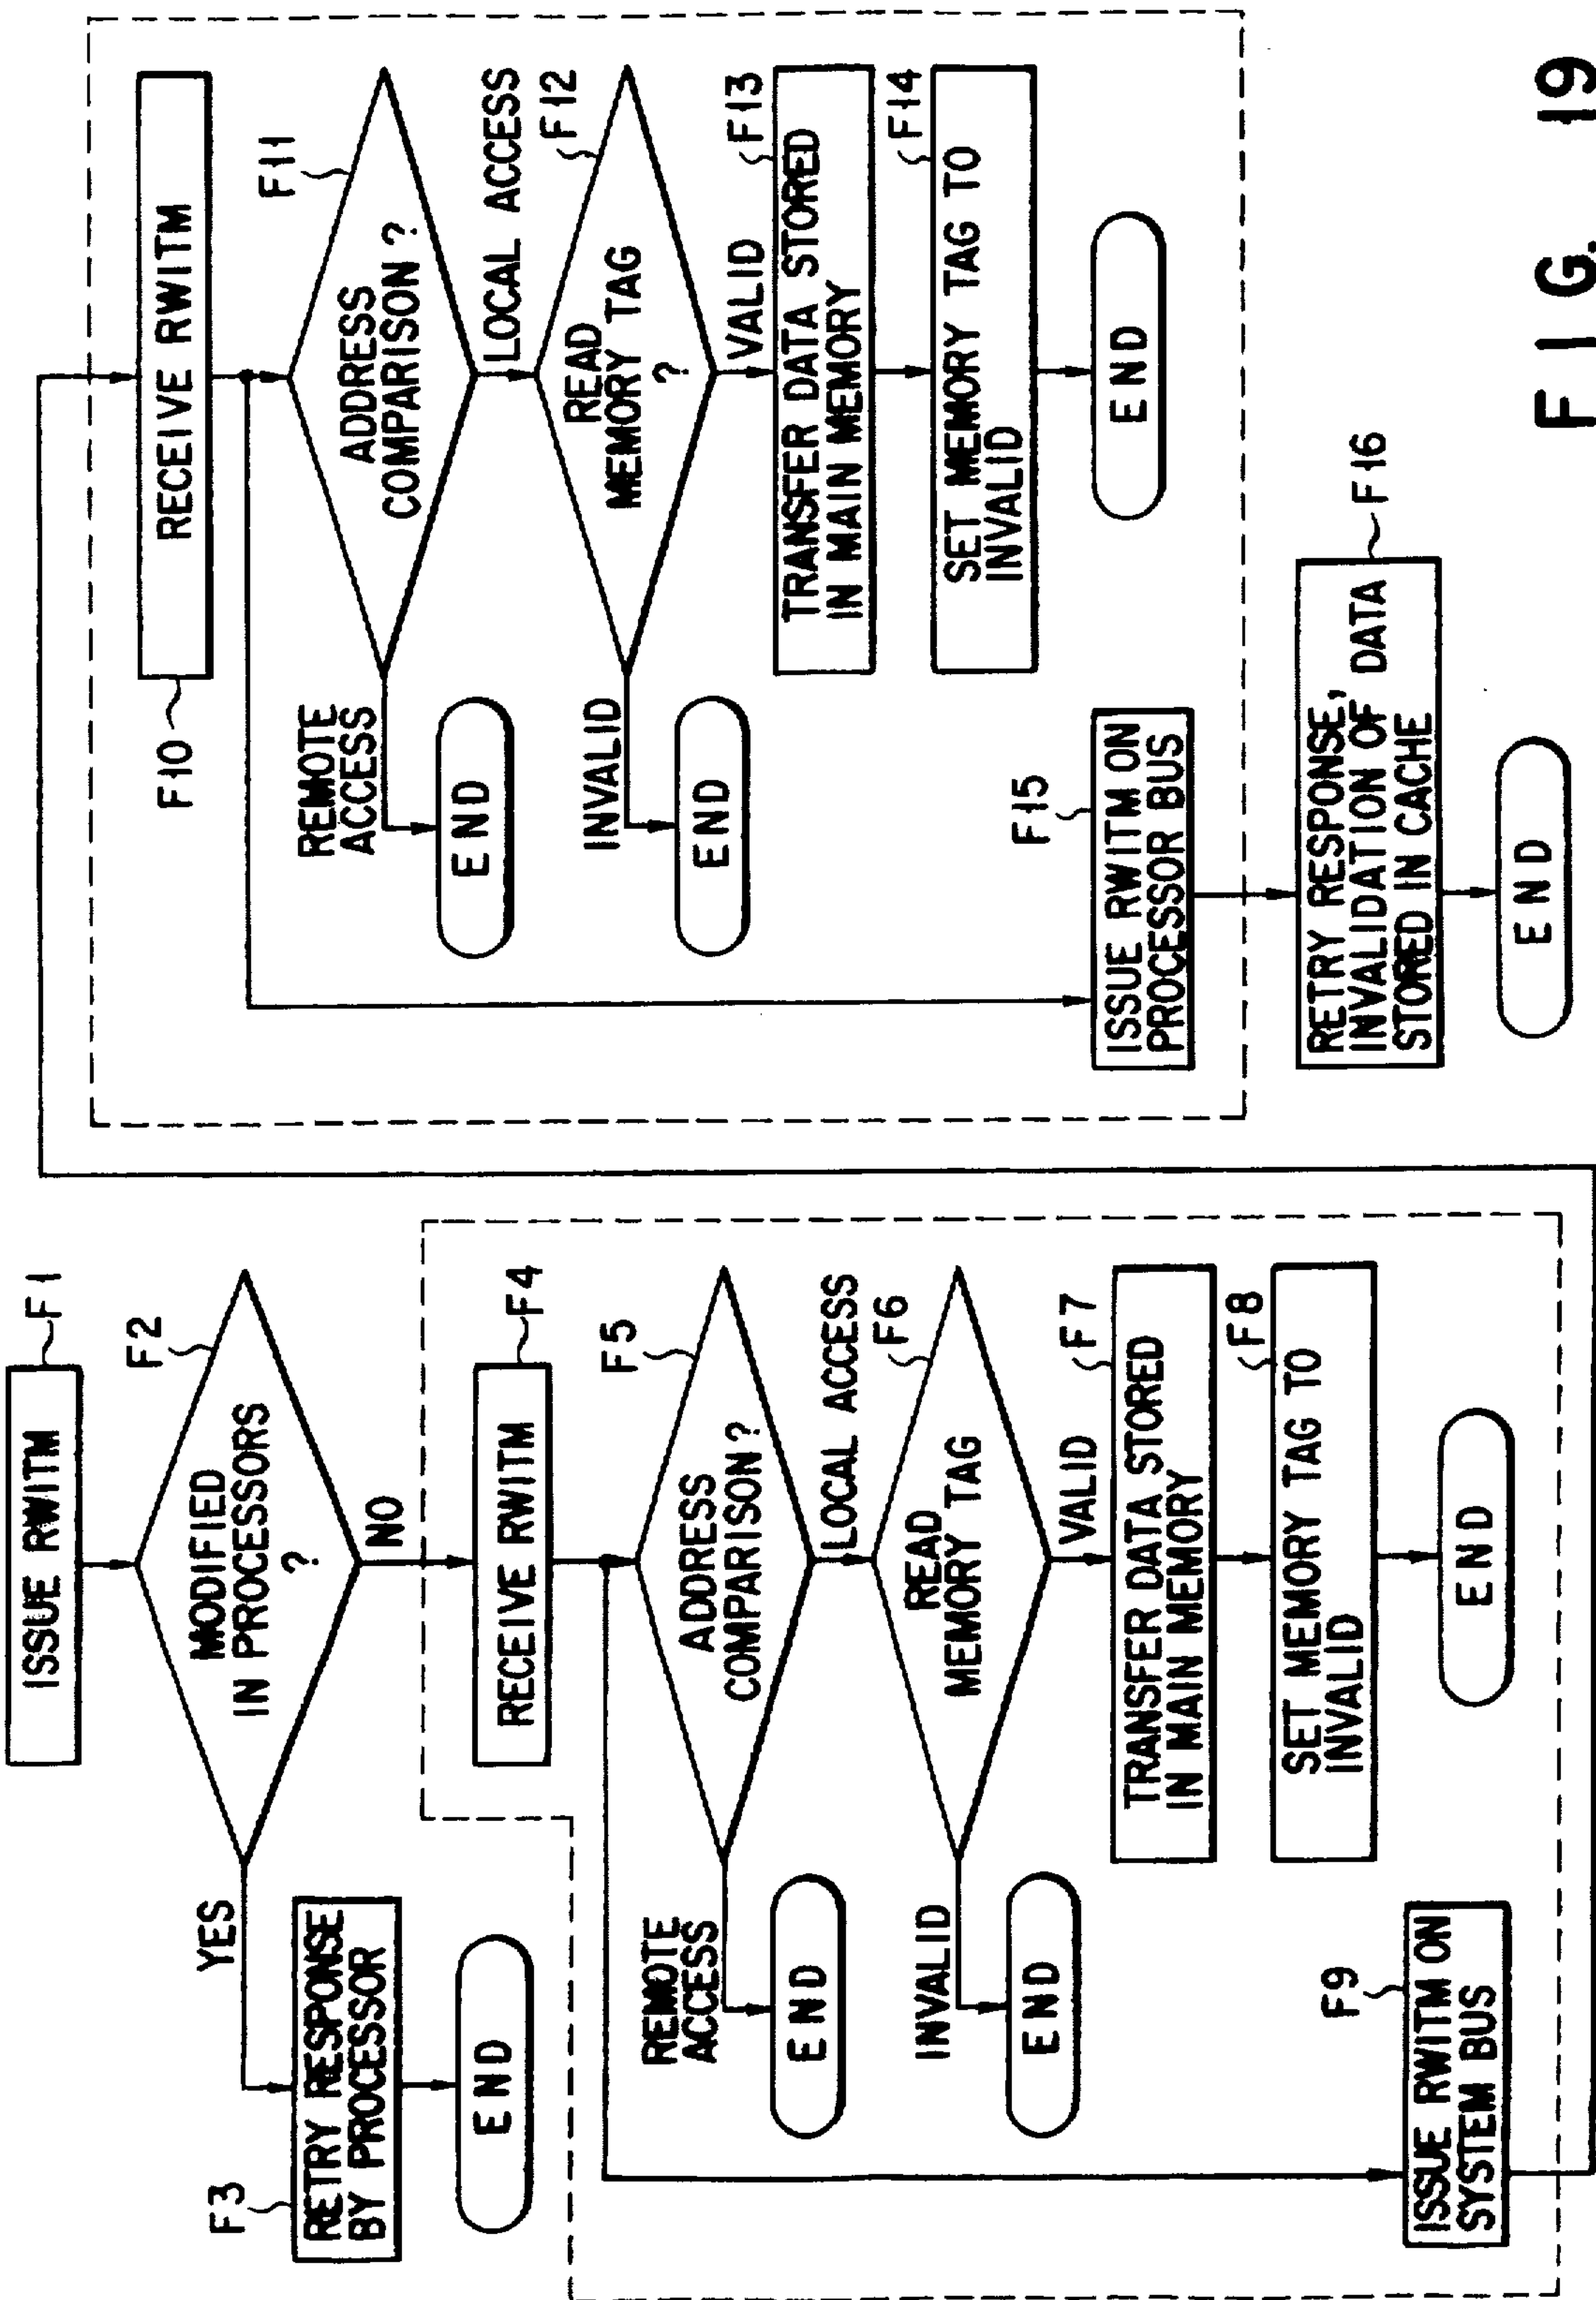 ISSUE RWITM
F1
F2
MODIFIED
IN PROCESSORS
?
YES
NO
F3
RETRY RESPONSE
BY PROCESSOR
END
F4
RECEIVE RWITM
F5
ADDRESS
COMPARISON?
REMOTE
ACCESS
LOCAL ACCESS
END
F6
READ
MEMORY TAG
INVALID
VALID
END
F7
TRANSFER DATA STORED
IN MAIN MEMORY
F8
SET MEMORY TAG TO
INVALID
END
F9
ISSUE RWITM ON
SYSTEM BUS
F10
RECEIVE RWITM
F11
ADDRESS
COMPARISON ?
REMOTE
ACCESS
LOCAL ACCESS
END
F12
READ
MEMORY TAG
?
INVALID
VALID
END
F13
TRANSFER DATA STORED
IN MAIN MEMORY
F14
SET MEMORY TAG TO
INVALID
END
F15
ISSUE RWITM ON
PROCESSOR BUS
F16
RETRY RESPONSE,
INVALIDATION OF DATA
STORED IN CACHE
END
FIG. 19